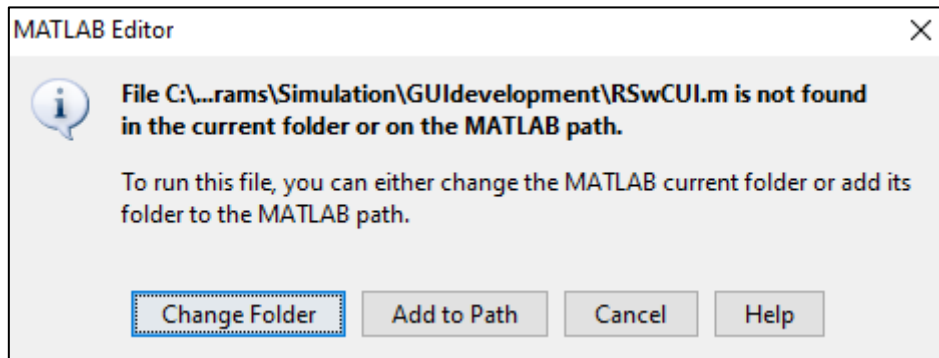 MATLAB Editor
File C:\...rams\Simulation\GUIdevelopment\RSwCUI.m is not found
in the current folder or on the MATLAB path.
To run this file, you can either change the MATLAB current folder or add its
folder to the MATLAB path.
Change Folder Add to Path Cancel Help